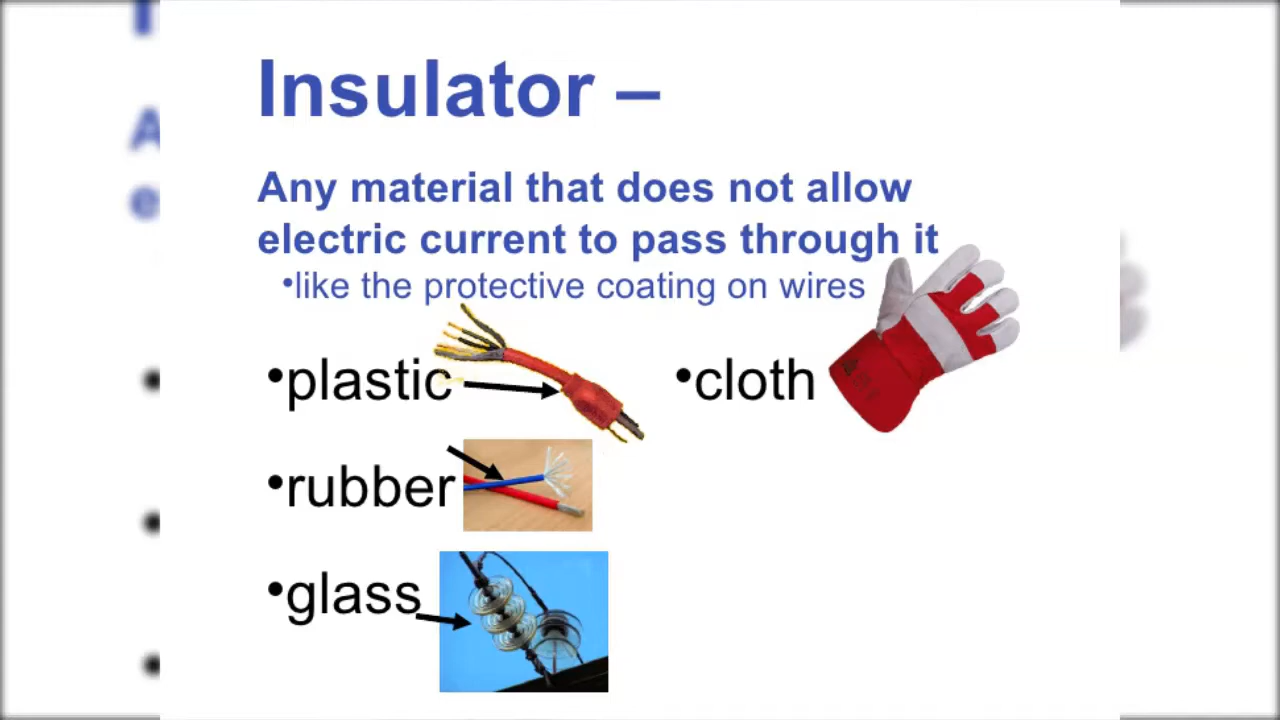 Insulator –
Any material that does not allow
electric current to pass through it
•like the protective coating on wires
•plastic
•cloth
•rubber
•glass